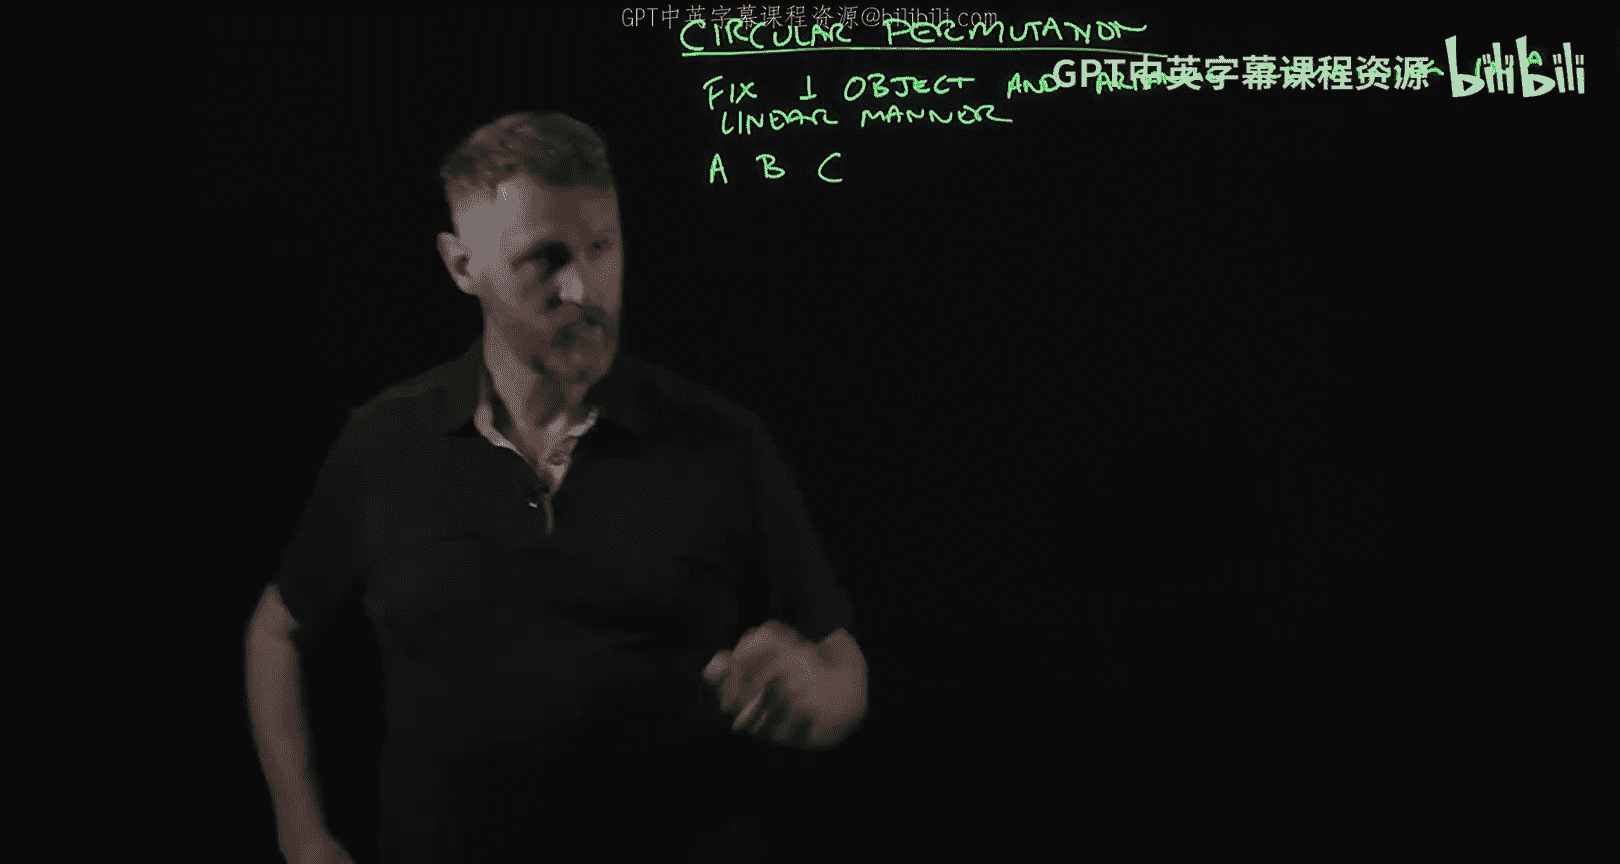 GPT中英字幕课程资源@bilibili.com
CIRCULAR PERMUTATION
GPT中英字幕课程资源 bilibili
FIX 1 OBJECT AND
LINEAR MANNER
A B C